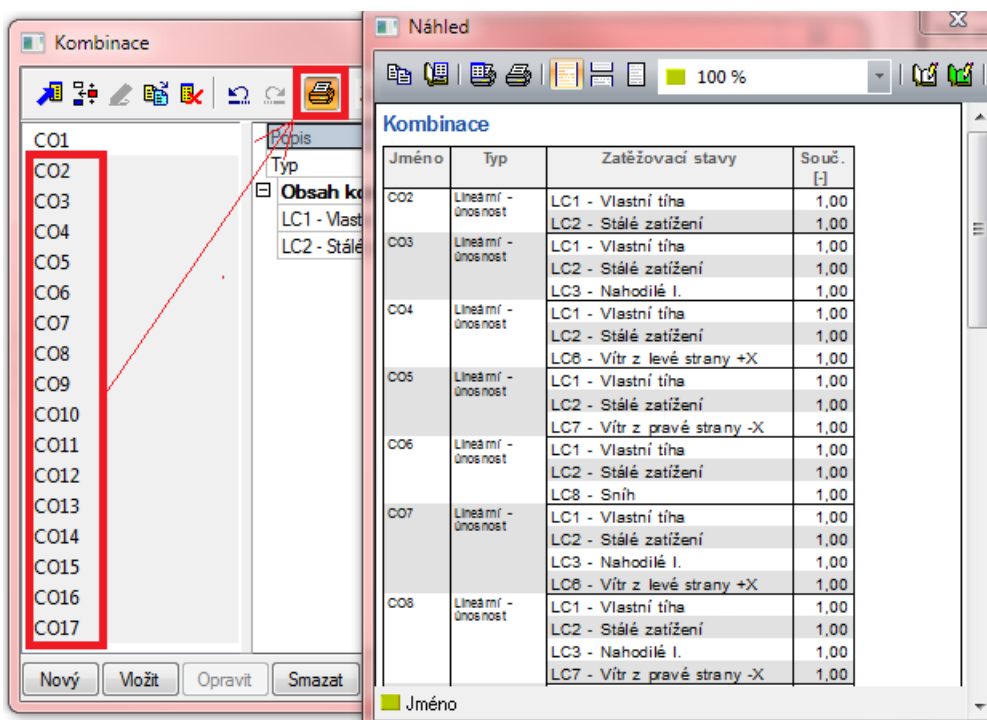 Kombinace
CO1
CO2
CO3
CO4
CO5
CO6
CO7
CO8
CO9
CO10
CO11
CO12
CO13
CO14
CO15
CO16
CO17
Popis
Typ
Obsah
LC1 - Vlast
LC2 - Stálé
Nový
Vložit
Opravit
Smazat
Náhled
100 %
Kombinace
Jméno Typ Zatěžovací stavy Souč.
[-]
CO2 Lineární - LC1 - Vlastní tíha 1,00
únosnost LC2 - Stálé zatížení 1,00
CO3 Lineární - LC1 - Vlastní tíha 1,00
únosnost LC2 - Stálé zatížení 1,00
LC3 - Nahodilé I. 1,00
CO4 Lineární - LC1 - Vlastní tíha 1,00
únosnost LC2 - Stálé zatížení 1,00
LC6 - Vítr z levé strany +X 1,00
CO5 Lineární - LC1 - Vlastní tíha 1,00
únosnost LC2 - Stálé zatížení 1,00
LC7 - Vítr z pravé strany -X 1,00
CO6 Lineární - LC1 - Vlastní tíha 1,00
únosnost LC2 - Stálé zatížení 1,00
LC8 - Sníh 1,00
CO7 Lineární - LC1 - Vlastní tíha 1,00
únosnost LC2 - Stálé zatížení 1,00
LC3 - Nahodilé I. 1,00
LC6 - Vítr z levé strany +X 1,00
CO8 Lineární - LC1 - Vlastní tíha 1,00
únosnost LC2 - Stálé zatížení 1,00
LC3 - Nahodilé I. 1,00
LC7 - Vítr z pravé strany -X 1,00
Jméno